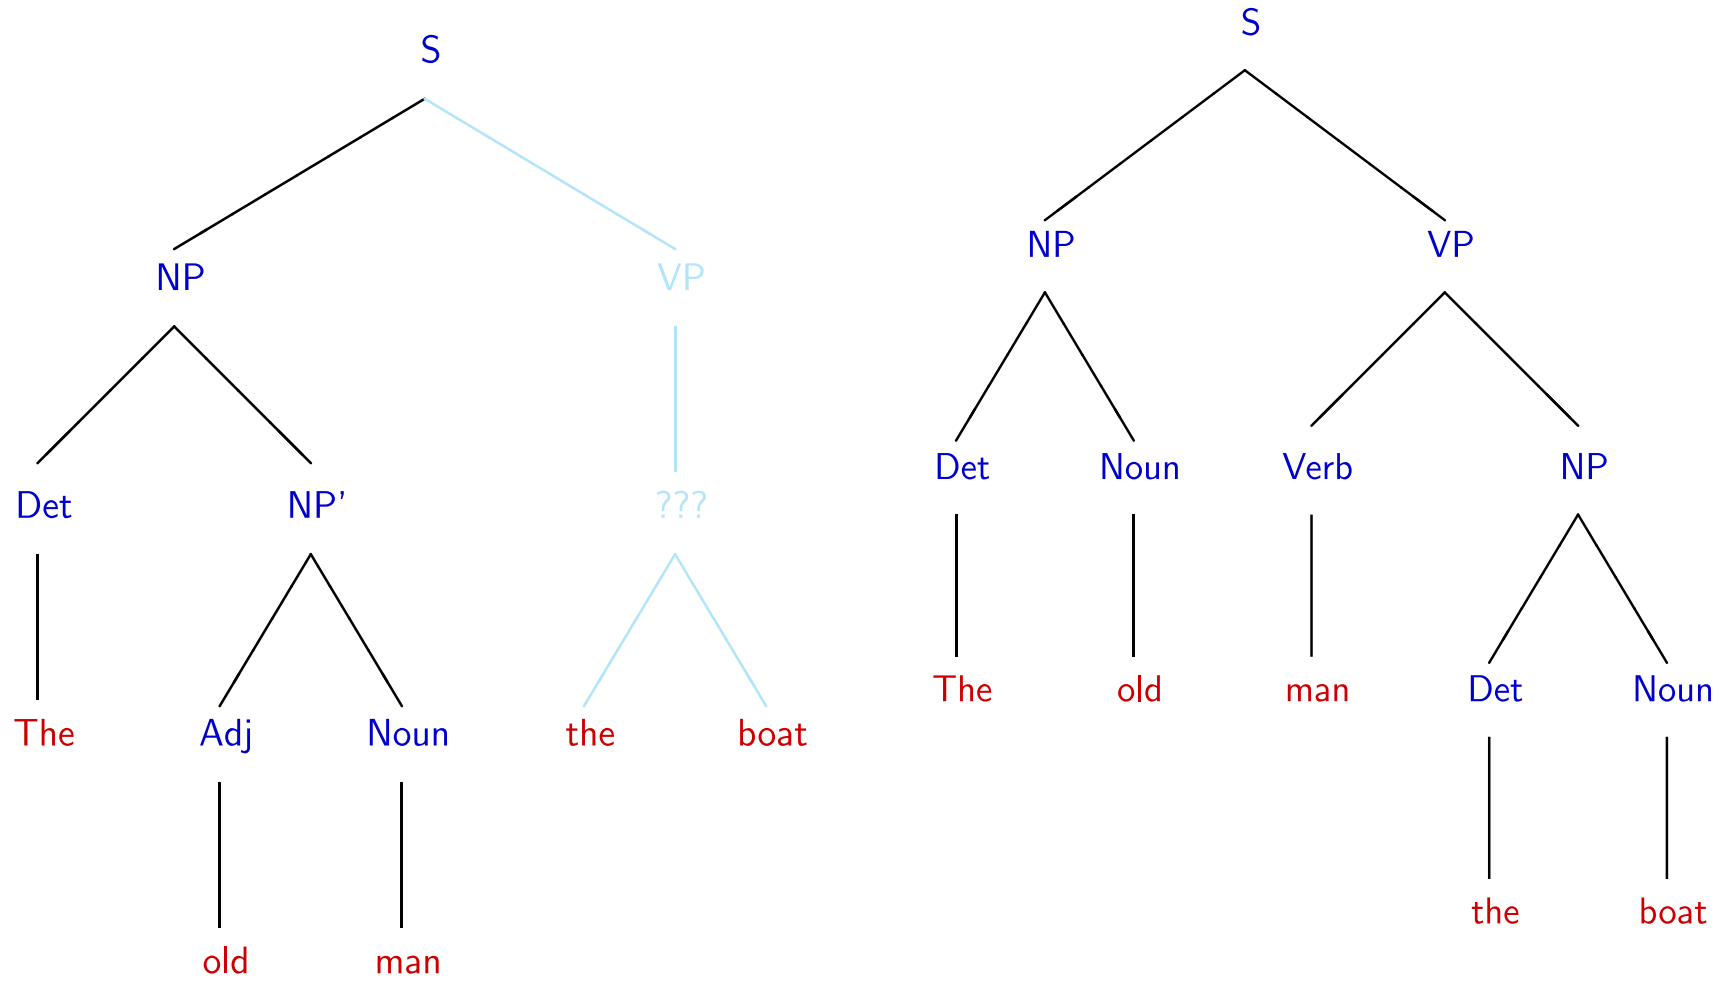 S
NP VP
Det NP' ???
The Adj Noun the boat
old man
S
NP VP
Det Noun Verb NP
The old man Det Noun
the boat